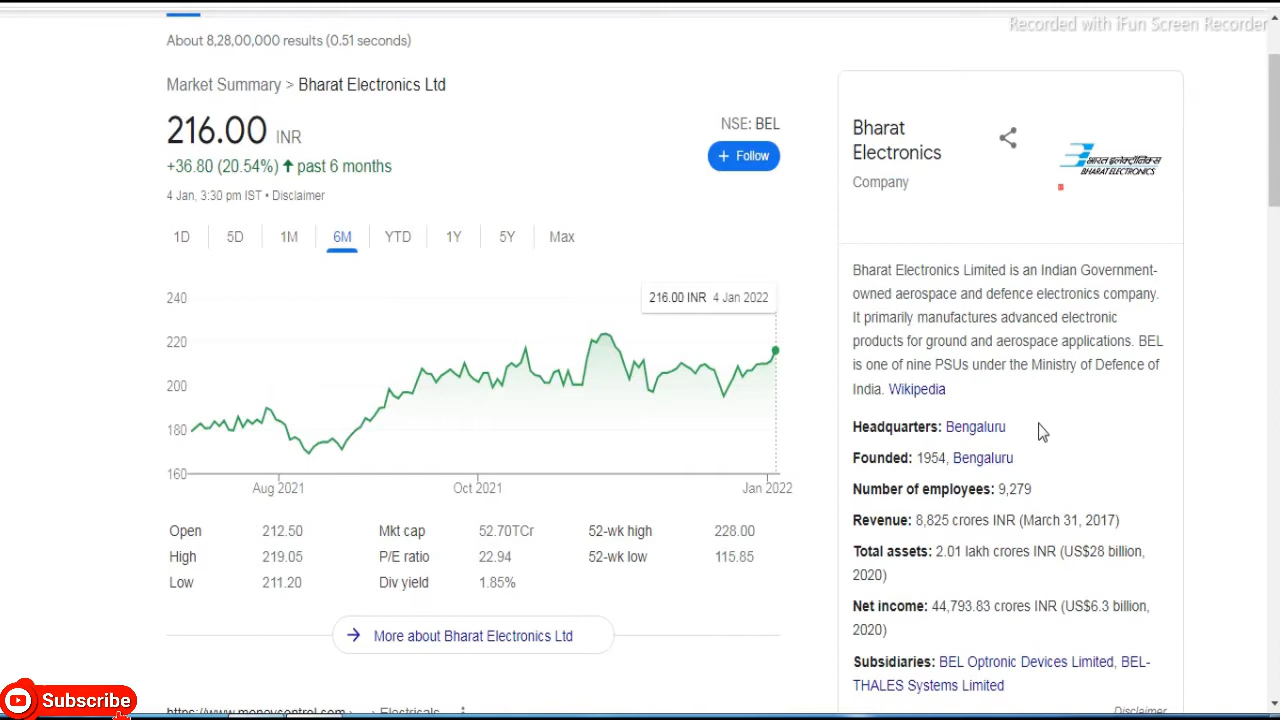 Recorded with iFun Screen Recorder
About 8,28,00,000 results (0.51 seconds)
Market Summary > Bharat Electronics Ltd
216.00 INR
+36.80 (20.54%) ↑ past 6 months
4 Jan, 3:30 pm IST • Disclaimer
NSE: BEL
+ Follow
1D 5D 1M 6M YTD 1Y 5Y Max
216.00 INR 4 Jan 2022
240
220
200
180
160
Aug 2021 Oct 2021 Jan 2022
Open 212.50 Mkt cap 52.70TCr 52-wk high 228.00
High 219.05 P/E ratio 22.94 52-wk low 115.85
Low 211.20 Div yield 1.85%
→ More about Bharat Electronics Ltd
https://www.moneycontrol.com › Electricals
Bharat
Electronics
Company
भारत इलेक्ट्रॉनिक्स
BHARAT ELECTRONICS
Bharat Electronics Limited is an Indian Government-
owned aerospace and defence electronics company.
It primarily manufactures advanced electronic
products for ground and aerospace applications. BEL
is one of nine PSUs under the Ministry of Defence of
India. Wikipedia
Headquarters: Bengaluru
Founded: 1954, Bengaluru
Number of employees: 9,279
Revenue: 8,825 crores INR (March 31, 2017)
Total assets: 2.01 lakh crores INR (US$28 billion,
2020)
Net income: 44,793.83 crores INR (US$6.3 billion,
2020)
Subsidiaries: BEL Optronic Devices Limited, BEL-
THALES Systems Limited
Disclaimer
Subscribe